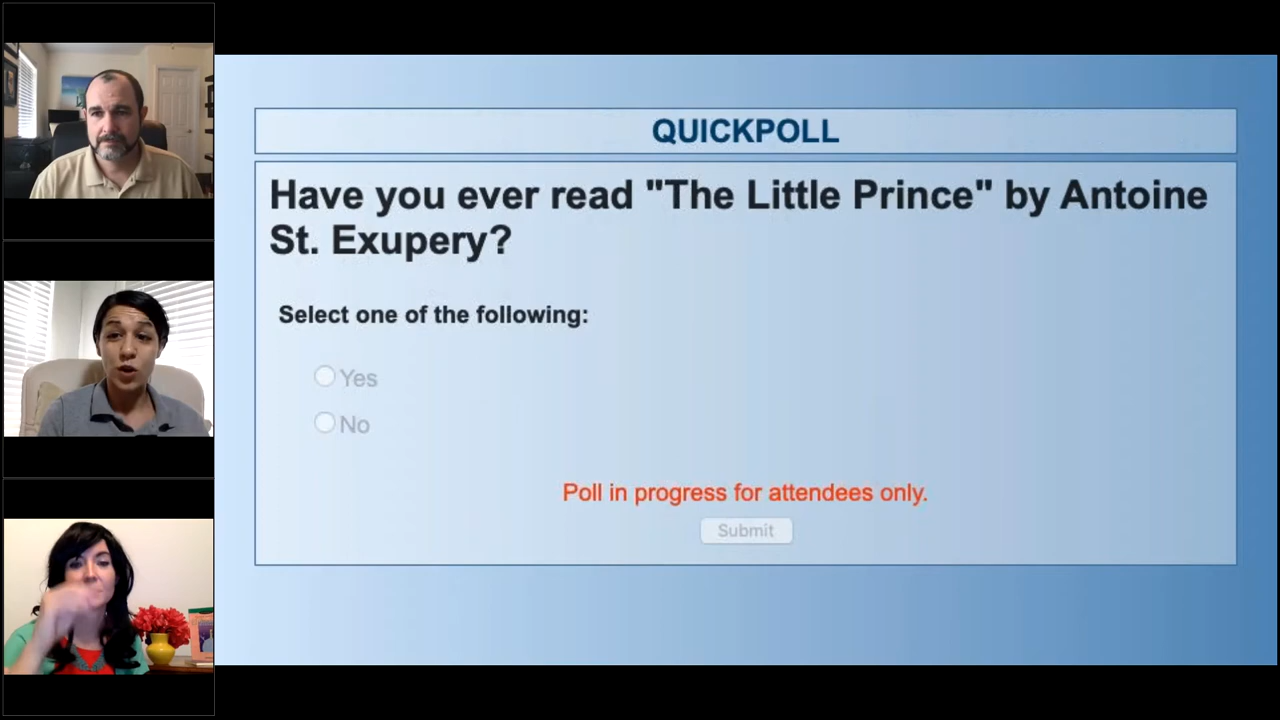 QUICKPOLL
Have you ever read "The Little Prince" by Antoine
St. Exupery?
Select one of the following:
Yes
No
Poll in progress for attendees only.
Submit